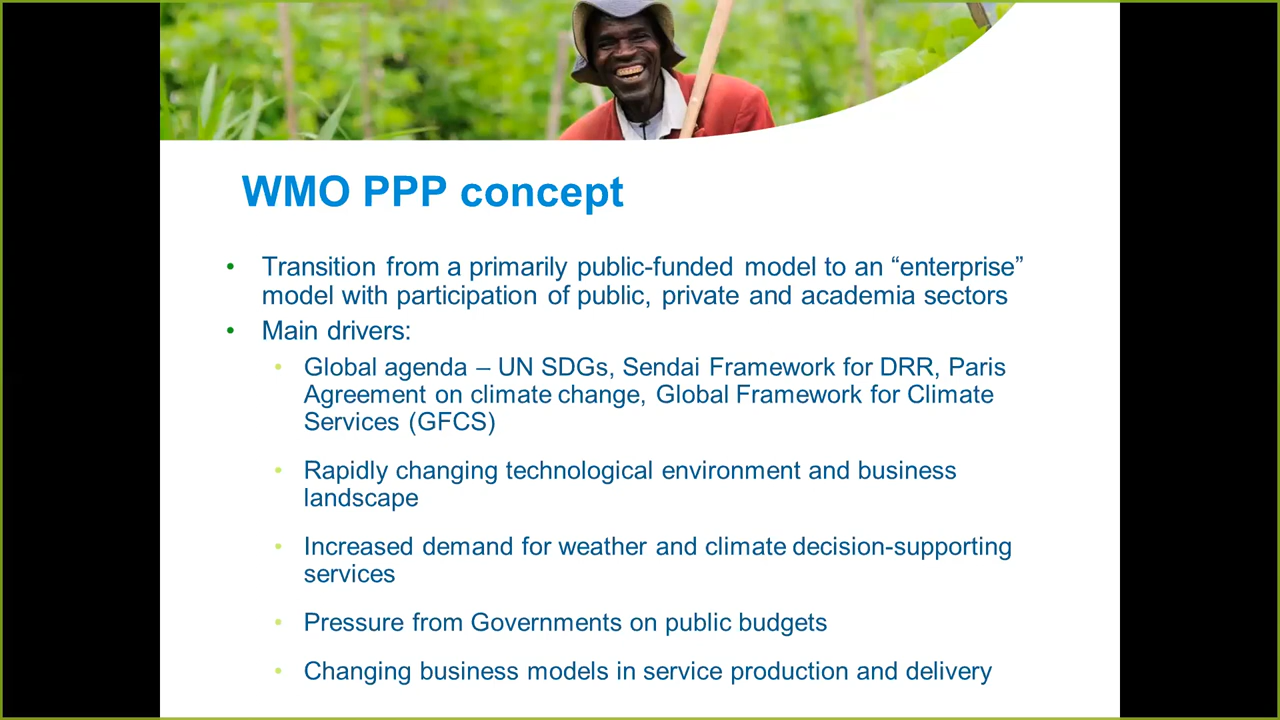 WMO PPP concept
• Transition from a primarily public-funded model to an “enterprise”
model with participation of public, private and academia sectors
• Main drivers:
• Global agenda – UN SDGs, Sendai Framework for DRR, Paris
Agreement on climate change, Global Framework for Climate
Services (GFCS)
• Rapidly changing technological environment and business
landscape
• Increased demand for weather and climate decision-supporting
services
• Pressure from Governments on public budgets
• Changing business models in service production and delivery